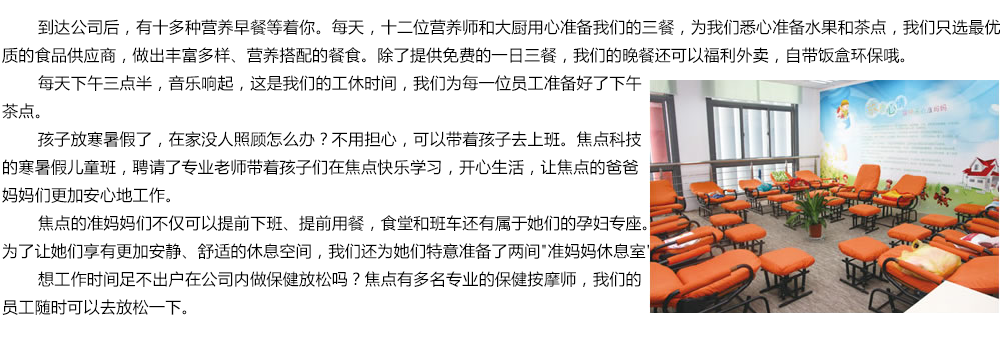 到达公司后，有十多种营养早餐等着你。每天，十二位营养师和大厨用心准备我们的三餐，为我们悉心准备水果和茶点，我们只选最优
质的食品供应商，做出丰富多样、营养搭配的餐食。除了提供免费的一日三餐，我们的晚餐还可以福利外卖，自带饭盒环保哦。
每天下午三点半，音乐响起，这是我们的工休时间，我们为每一位员工准备好了下午
茶点。
孩子放寒暑假了，在家没人照顾怎么办？不用担心，可以带着孩子去上班。焦点科技
的寒暑假儿童班，聘请了专业老师带着孩子们在焦点快乐学习，开心生活，让焦点的爸爸
妈妈们更加安心地工作。
焦点的准妈妈们不仅可以提前下班、提前用餐，食堂和班车还有属于她们的孕妇专座。
为了让她们享有更加安静、舒适的休息空间，我们还为她们特意准备了两间"准妈妈休息室"
想工作时间足不出户在公司内做保健放松吗？焦点有多名专业的保健按摩师，我们的
员工随时可以去放松一下。